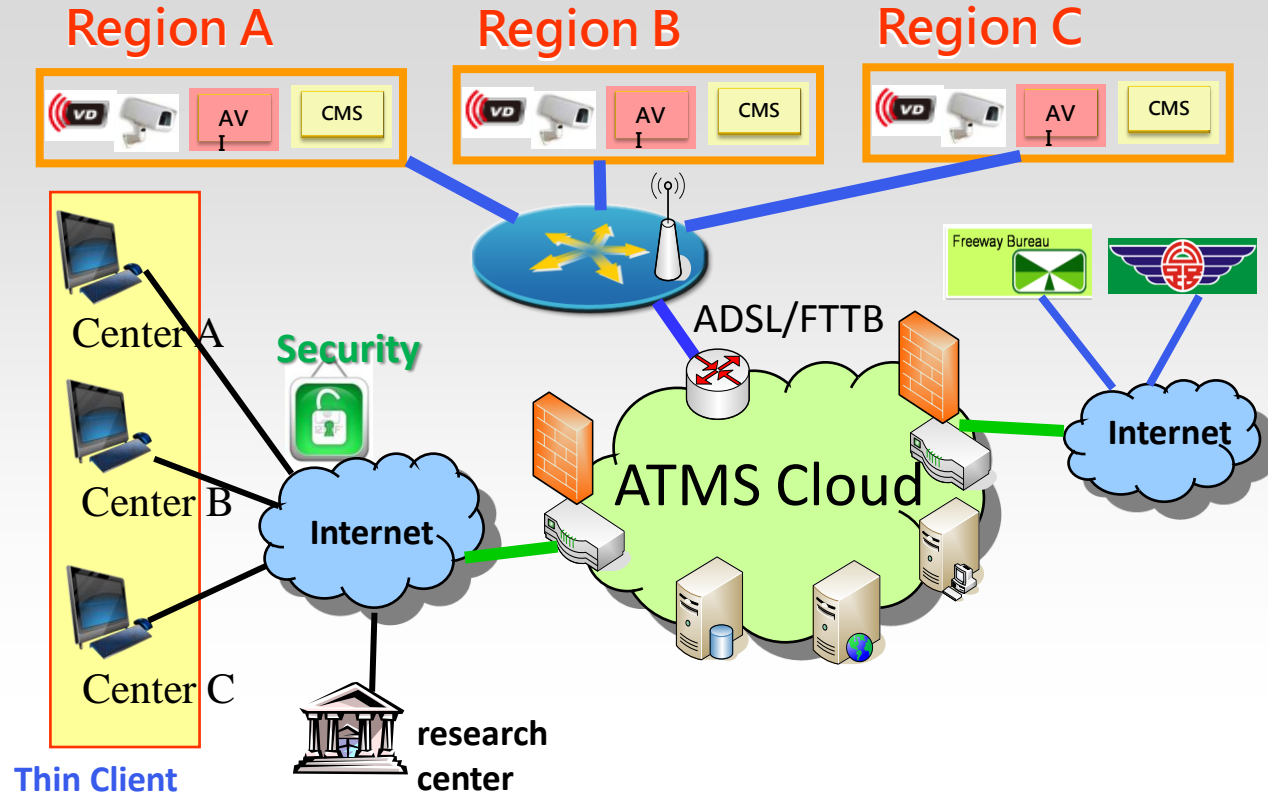 Region A
Region B
Region C
VD
AV
I
CMS
VD
AV
I
CMS
VD
AV
I
CMS
Freeway Bureau
ADSL/FTTB
Center A
Security
Internet
ATMS Cloud
Center B
Internet
Center C
research
center
Thin Client